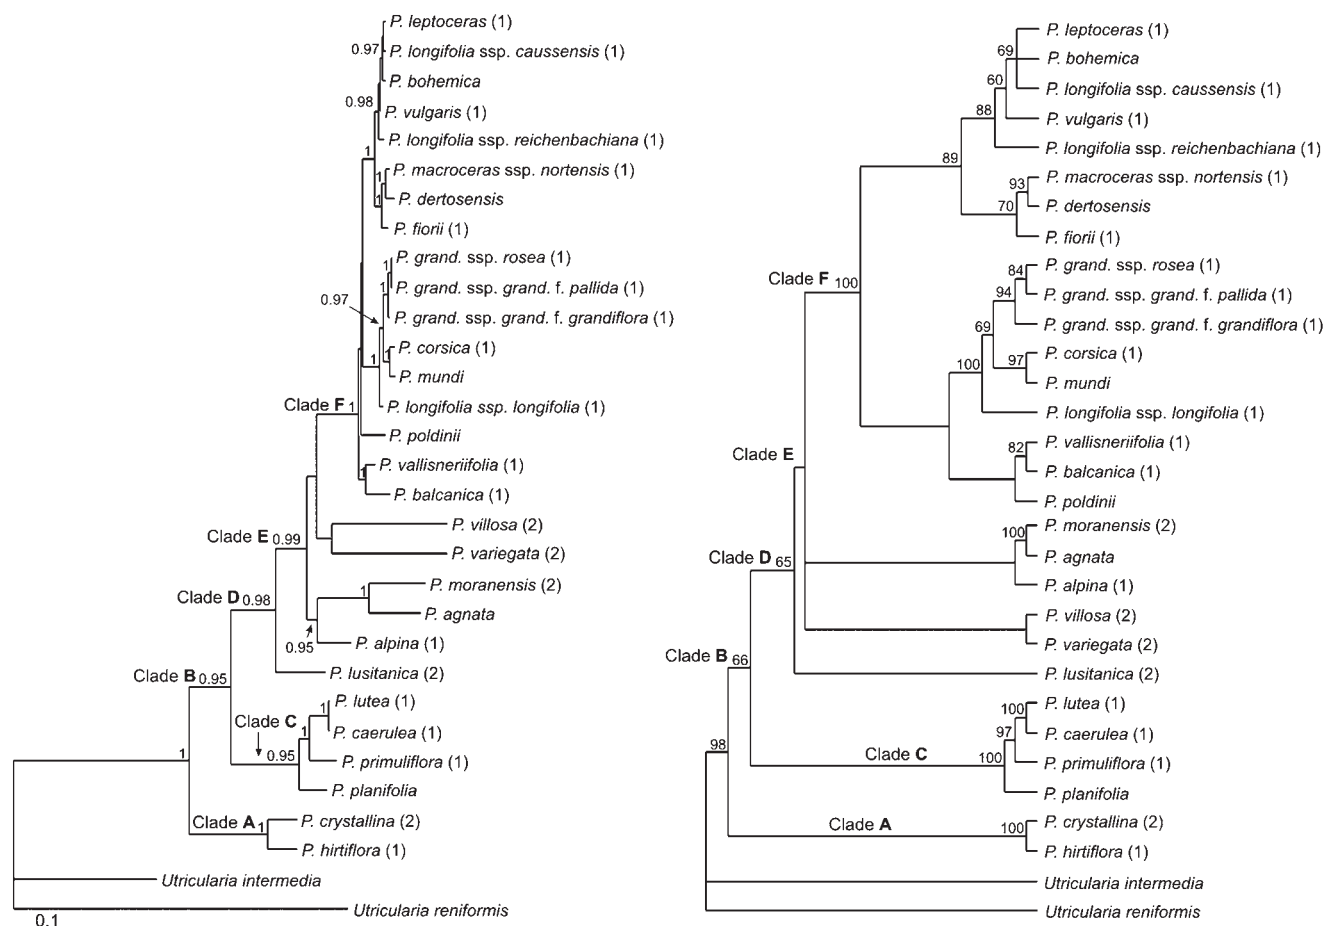 P. leptoceras (1)
0.97
P. longifolia ssp. caussensis (1)
P. bohemica
0.98
P. vulgaris (1)
P. longifolia ssp. reichenbachiana (1)
1
P. macroceras ssp. nortensis (1)
1
P. dertosensis
1
P. fiorii (1)
P. grand. ssp. rosea (1)
1
P. grand. ssp. grand. f. pallida (1)
1
0.97
P. grand. ssp. grand. f. grandiflora (1)
P. corsica (1)
1
1
P. mundi
P. longifolia ssp. longifolia (1)
Clade F 1
P. poldinii
P. vallisneriifolia (1)
1
P. balcanica (1)
P. villosa (2)
Clade E 0.99
P. variegata (2)
P. moranensis (2)
1
Clade D 0.98
P. agnata
0.95
P. alpina (1)
P. lusitanica (2)
Clade B 0.95
P. lutea (1)
1
Clade C
P. caerulea (1)
1
0.95
P. primuliflora (1)
1
P. planifolia
P. crystallina (2)
Clade A 1
P. hirtiflora (1)
Utricularia intermedia
Utricularia reniformis
0.1
P. leptoceras (1)
69
P. bohemica
60
P. longifolia ssp. caussensis (1)
88
P. vulgaris (1)
P. longifolia ssp. reichenbachiana (1)
89
P. macroceras ssp. nortensis (1)
93
P. dertosensis
70
P. fiorii (1)
P. grand. ssp. rosea (1)
84
Clade F 100
P. grand. ssp. grand. f. pallida (1)
94
P. grand. ssp. grand. f. grandiflora (1)
69
P. corsica (1)
100
97
P. mundi
P. longifolia ssp. longifolia (1)
P. vallisneriifolia (1)
82
Clade E
P. balcanica (1)
P. poldinii
P. moranensis (2)
100
P. agnata
Clade D 65
P. alpina (1)
P. villosa (2)
P. variegata (2)
Clade B 66
P. lusitanica (2)
P. lutea (1)
100
P. caerulea (1)
97
98
Clade C
100
P. primuliflora (1)
P. planifolia
P. crystallina (2)
Clade A
100
P. hirtiflora (1)
Utricularia intermedia
Utricularia reniformis